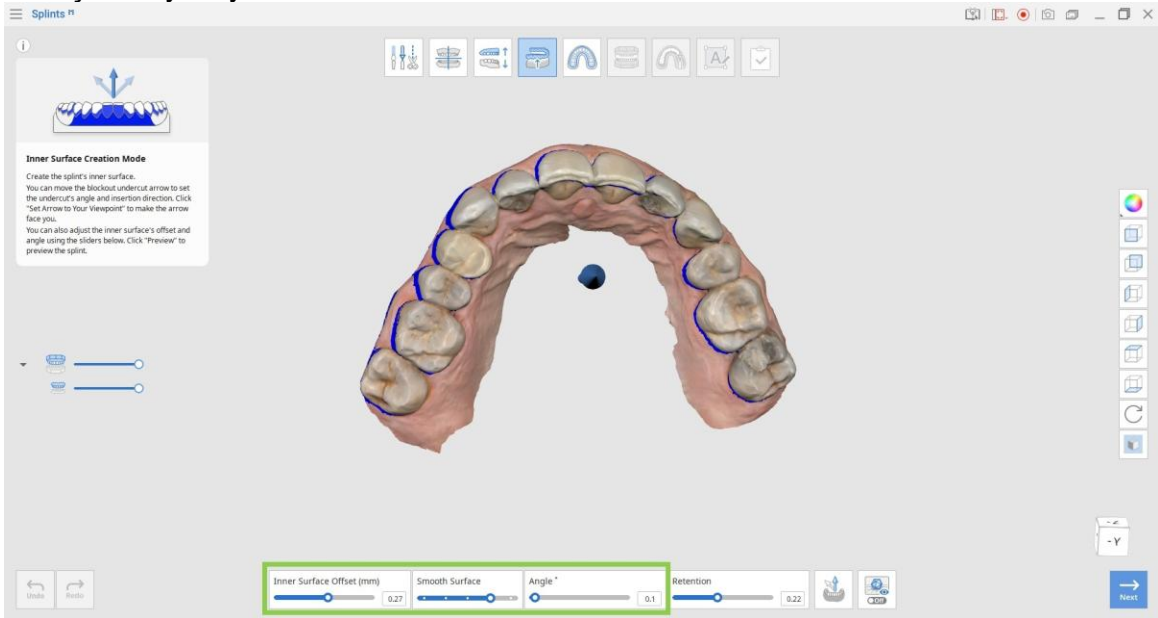 Splints
Inner Surface Creation Mode
Create the splint's inner surface.
You can move the blockout undercut arrow to set
the undercut's angle and insertion direction. Click
"Set Arrow to Your Viewpoint" to make the arrow
face you.
You can also adjust the inner surface's offset and
angle using the sliders below. Click "Preview" to
preview the splint.
- Z
- Y
Undo
Redo
Inner Surface Offset (mm)
0.27
Smooth Surface
Angle °
0.1
Retention
0.22
Off
Next